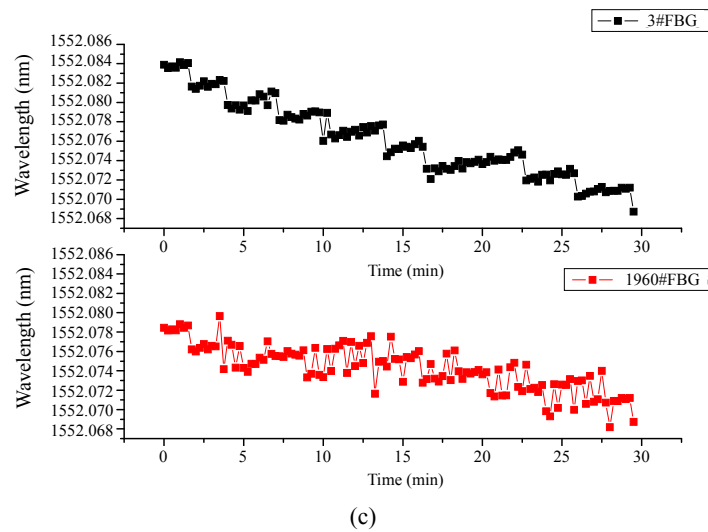 3#FBG
1552.086
1552.084
1552.082
1552.080
1552.078
1552.076
1552.074
1552.072
1552.070
1552.068
Wavelength (nm)
0 5 10 15 20 25 30
Time (min)
1960#FBG
1552.086
1552.084
1552.082
1552.080
1552.078
1552.076
1552.074
1552.072
1552.070
1552.068
Wavelength (nm)
0 5 10 15 20 25 30
Time (min)
(c)